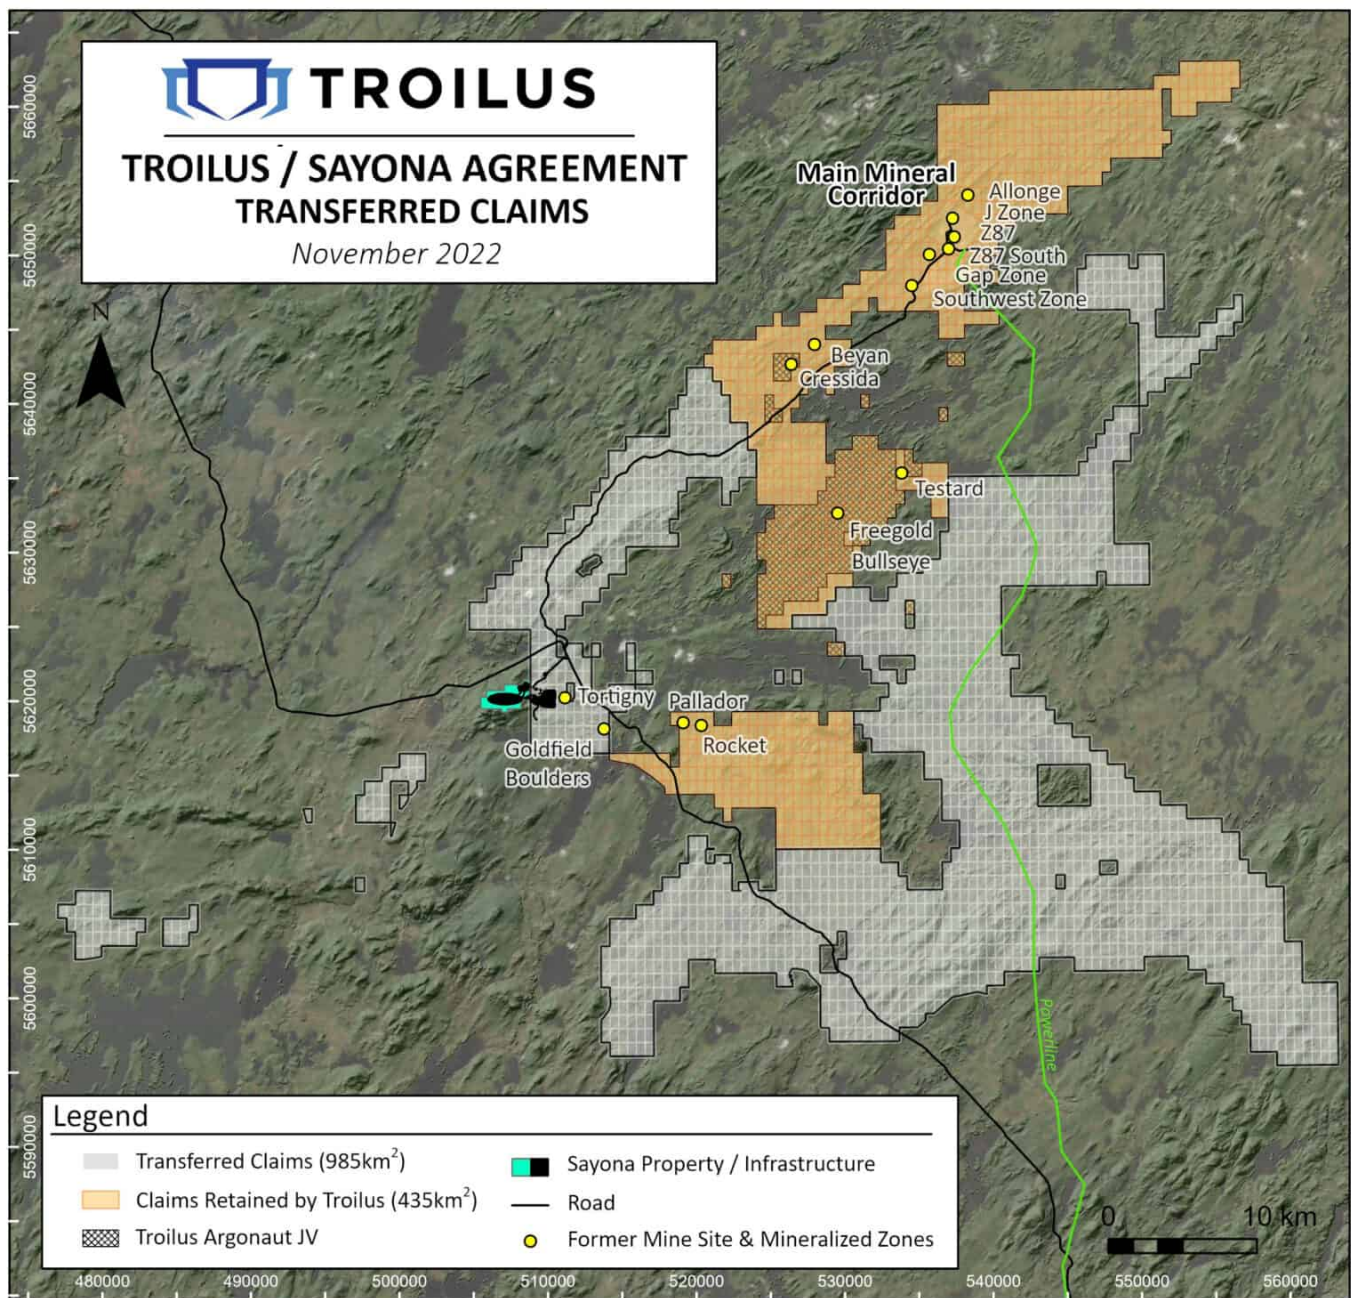 TROILUS
TROILUS / SAYONA AGREEMENT
TRANSFERRED CLAIMS
November 2022
N
Main Mineral
Corridor
Allonge
J Zone
Z87
Z87 South
Gap Zone
Southwest Zone
Beyan
Cressida
Testard
Freegold
Bullseye
Tortigny
Pallador
Rocket
Goldfield
Boulders
Powerline
5660000
5650000
5640000
5630000
5620000
5610000
5600000
5590000
Legend
Transferred Claims (985km²)
Claims Retained by Troilus (435km²)
Troilus Argonaut JV
Sayona Property / Infrastructure
Road
Former Mine Site & Mineralized Zones
0 10 km
480000 490000 500000 510000 520000 530000 540000 550000 560000